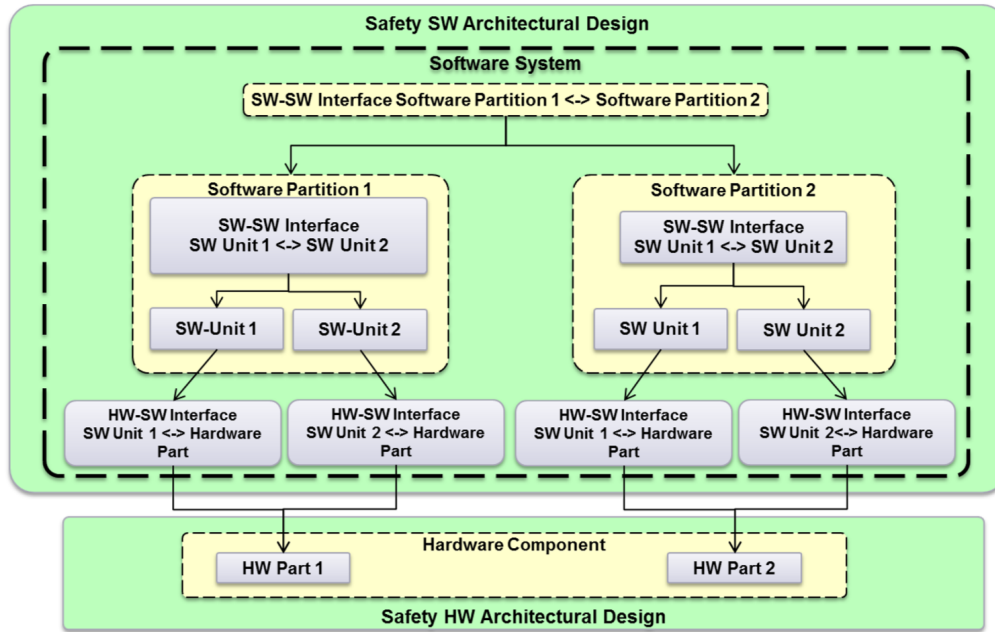 Safety SW Architectural Design
Software System
SW-SW Interface Software Partition 1 <-> Software Partition 2
Software Partition 1
SW-SW Interface
SW Unit 1 <-> SW Unit 2
SW-Unit 1
SW-Unit 2
Software Partition 2
SW-SW Interface
SW Unit 1 <-> SW Unit 2
SW Unit 1
SW Unit 2
HW-SW Interface
SW Unit 1 <-> Hardware
Part
HW-SW Interface
SW Unit 2 <-> Hardware
Part
HW-SW Interface
SW Unit 1 <-> Hardware
Part
HW-SW Interface
SW Unit 2<-> Hardware
Part
Hardware Component
HW Part 1
HW Part 2
Safety HW Architectural Design